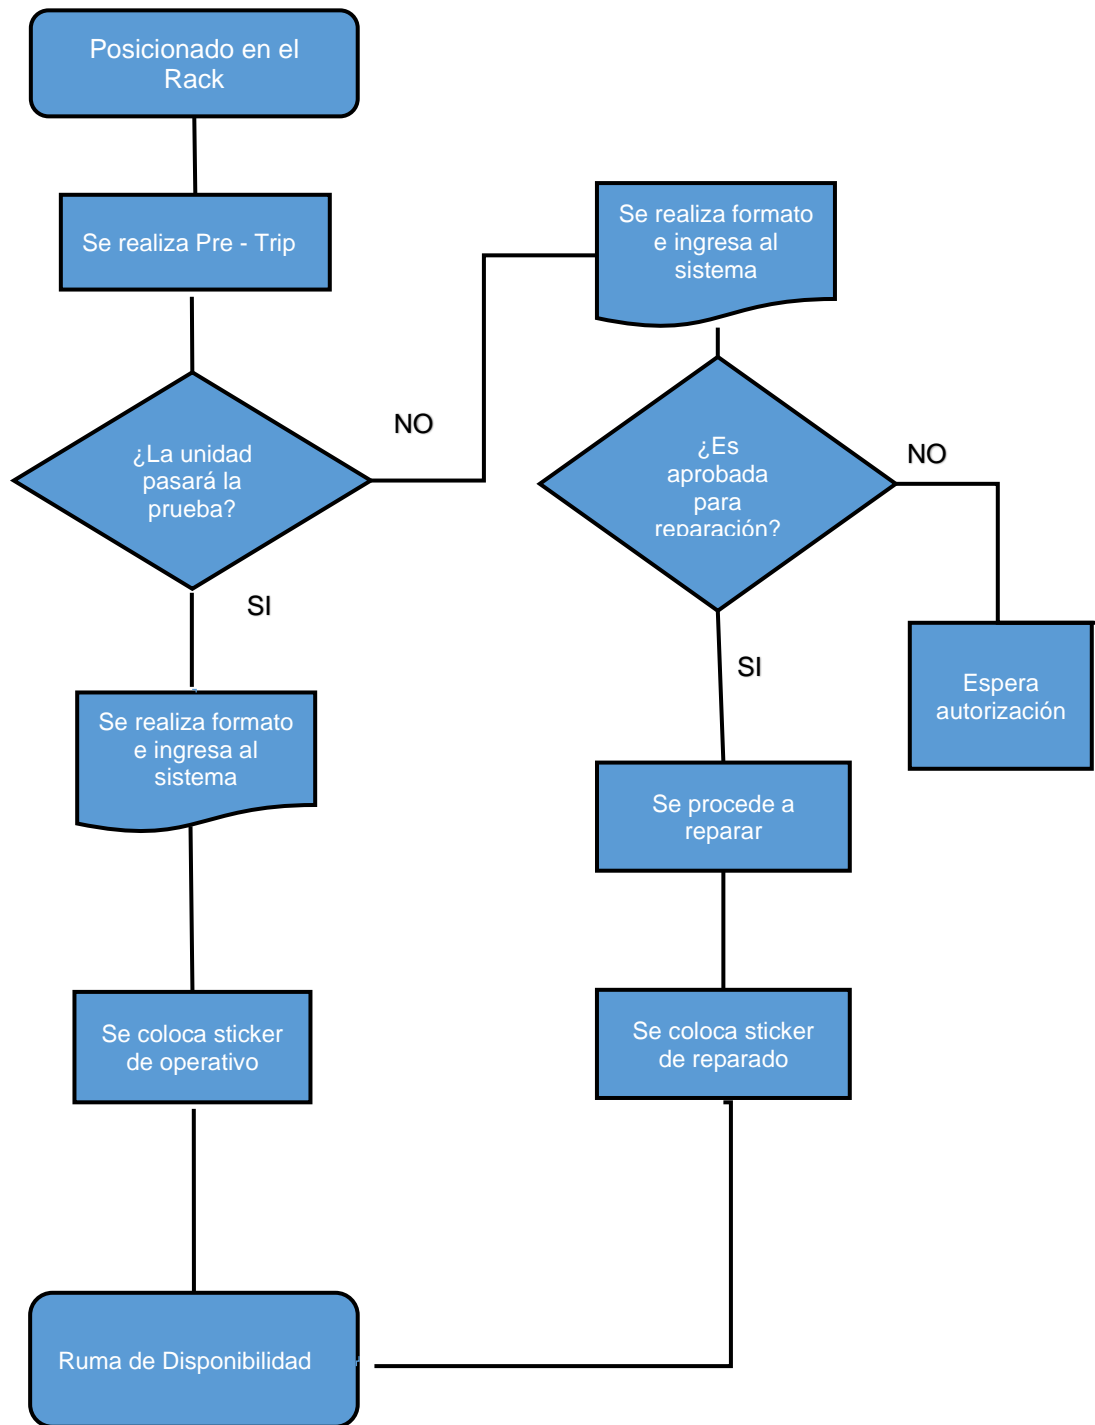 Posicionado en el
Rack
Se realiza Pre - Trip
¿La unidad
pasará la
prueba?
NO
SI
Se realiza formato
e ingresa al
sistema
Se coloca sticker
de operativo
Ruma de Disponibilidad
Se realiza formato
e ingresa al
sistema
¿Es
aprobada
para
reparación?
NO
SI
Espera
autorización
Se procede a
reparar
Se coloca sticker
de reparado